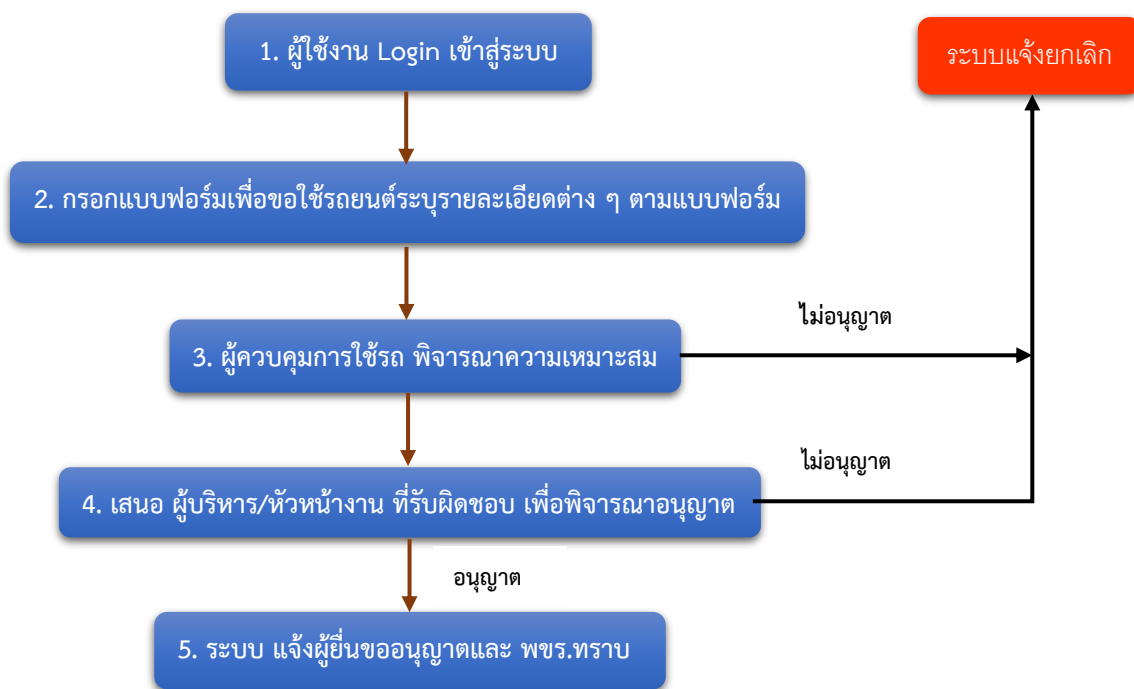 1. ผู้ใช้งาน Login เข้าสู่ระบบ
ระบบแจ้งยกเลิก
2. กรอกแบบฟอร์มเพื่อขอใช้รถยนต์ระบุรายละเอียดต่าง ๆ ตามแบบฟอร์ม
ไม่อนุญาต
3. ผู้ควบคุมการใช้รถ พิจารณาความเหมาะสม
ไม่อนุญาต
4. เสนอ ผู้บริหาร/หัวหน้างาน ที่รับผิดชอบ เพื่อพิจารณาอนุญาต
อนุญาต
5. ระบบ แจ้งผู้ยื่นขออนุญาตและ พขร.ทราบ